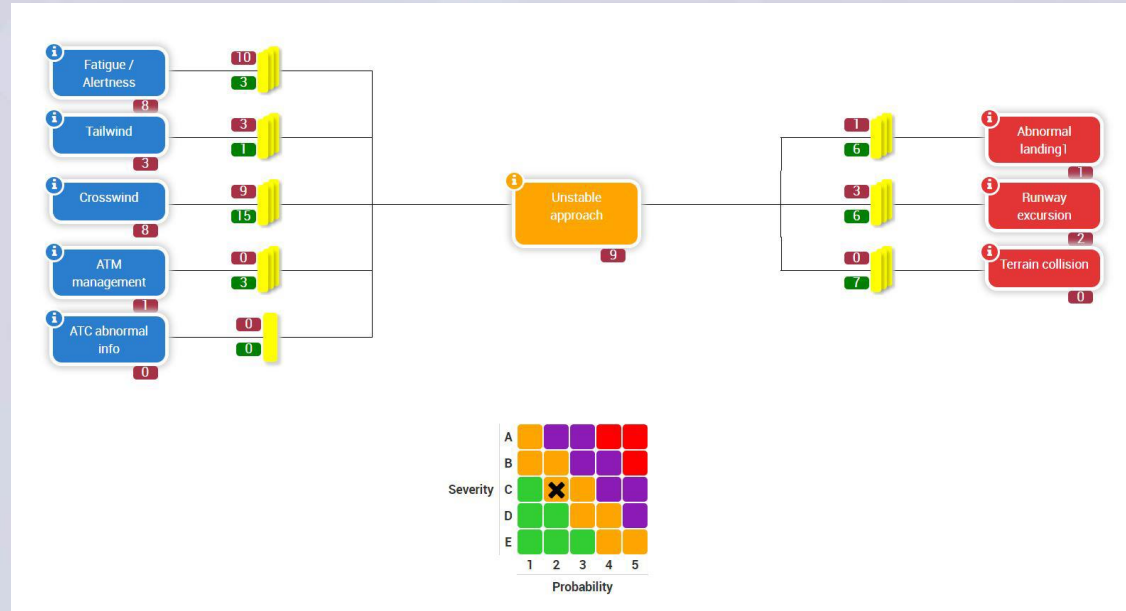 Fatigue /
Alertness
10
3
8
Tailwind
3
1
3
Crosswind
9
15
8
ATM
management
0
3
1
ATC abnormal
info
0
0
0
Unstable
approach
9
1
6
Abnormal
landing1
1
3
6
Runway
excursion
2
0
7
Terrain collision
0
A
B
Severity C
D
E
1 2 3 4 5
Probability